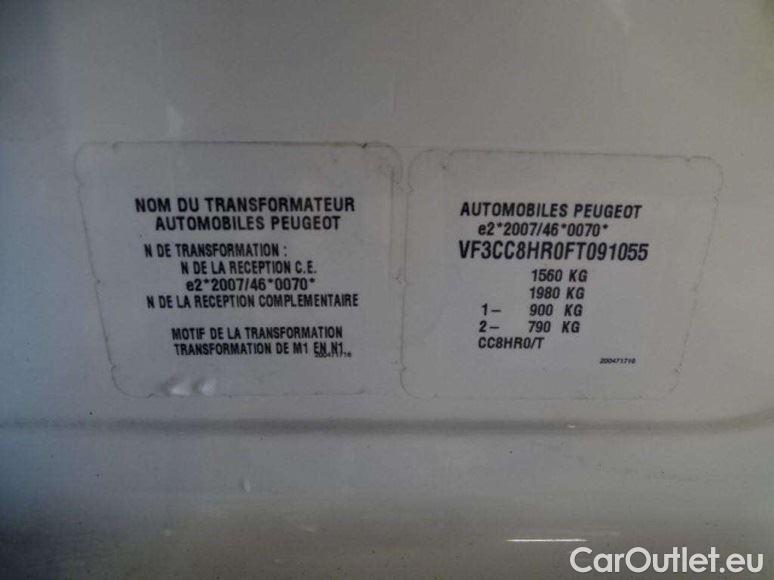 NOM DU TRANSFORMATEUR
AUTOMOBILES PEUGEOT
N DE TRANSFORMATION :
N DE LA RECEPTION C.E.
e2*2007/46*0070*
N DE LA RECEPTION COMPLEMENTAIRE
MOTIF DE LA TRANSFORMATION
TRANSFORMATION DE M1 EN N1
200471716
AUTOMOBILES PEUGEOT
e2*2007/46*0070*
VF3CC8HR0FT091055
1560 KG
1980 KG
1- 900 KG
2- 790 KG
CC8HR0/T
200471716
CarOutlet.eu